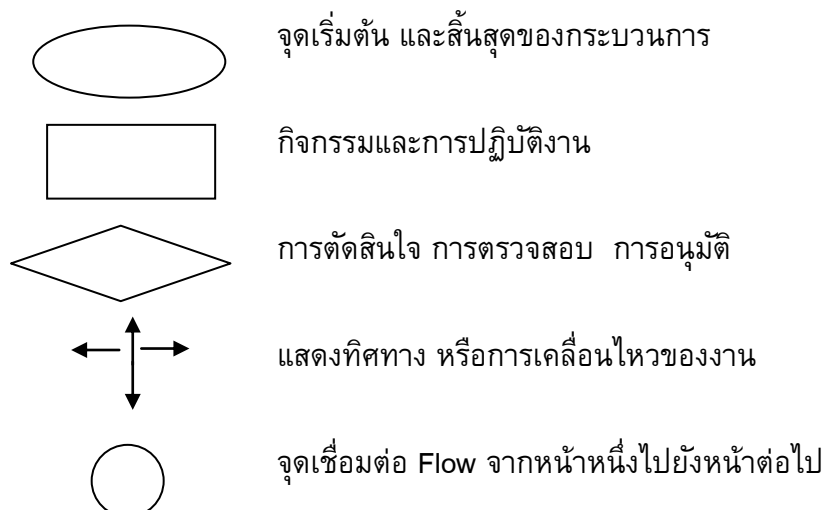 จุดเริ่มต้น และสิ้นสุดของกระบวนการ
กิจกรรมและการปฏิบัติงาน
การตัดสินใจ การตรวจสอบ การอนุมัติ
แสดงทิศทาง หรือการเคลื่อนไหวของงาน
จุดเชื่อมต่อ Flow จากหน้าหนึ่งไปยังหน้าต่อไป